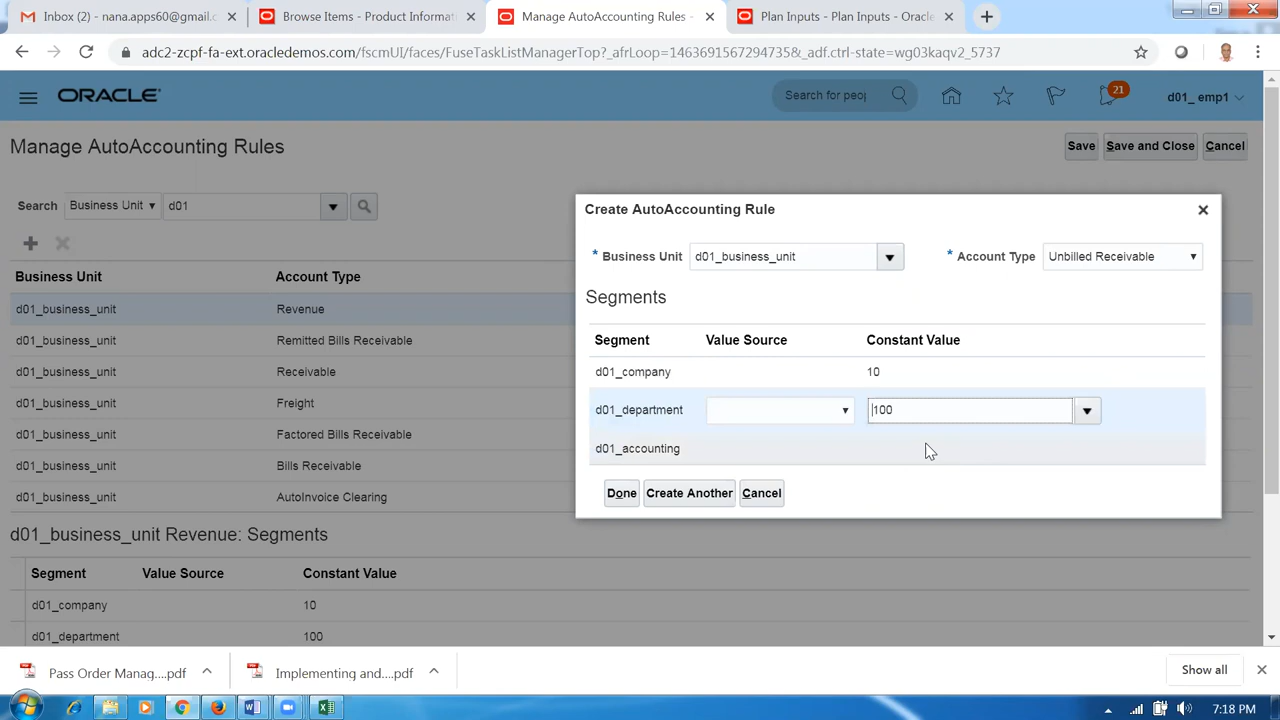 Inbox (2) - nana.apps60@gmail.c
Browse Items - Product Informat
Manage AutoAccounting Rules -
Plan Inputs - Plan Inputs - Orac
adc2-zcpf-fa-ext.oracledemos.com/fscmUI/faces/FuseTaskListManagerTop?_afrLoop=146369156729473​5&_adf.ctrl-state=wg03kaqv2_5737
ORACLE
Search for peo
21
d01_ emp1
Manage AutoAccounting Rules
Save
Save and Close
Cancel
Search
Business Unit
d01
Business Unit
Account Type
d01_business_unit
Revenue
d01_business_unit
Remitted Bills Receivable
d01_business_unit
Receivable
d01_business_unit
Freight
d01_business_unit
Factored Bills Receivable
d01_business_unit
Bills Receivable
d01_business_unit
AutoInvoice Clearing
d01_business_unit Revenue: Segments
Segment
Value Source
Constant Value
d01_company
10
d01_department
100
Create AutoAccounting Rule
* Business Unit
d01_business_unit
* Account Type
Unbilled Receivable
Segments
Segment
Value Source
Constant Value
d01_company
10
d01_department
100
d01_accounting
Done
Create Another
Cancel
Pass Order Manag....pdf
Implementing and....pdf
Show all
7:18 PM